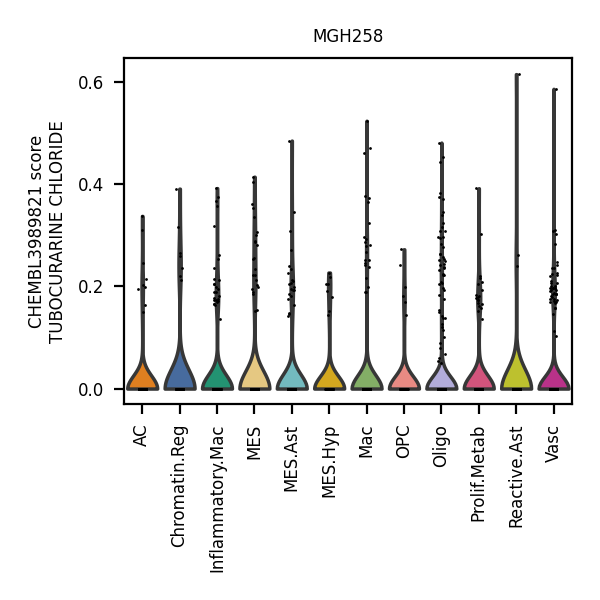 MGH258
CHEMBL3989821 score
TUBOCURARINE CHLORIDE
0.6
0.4
0.2
0.0
AC
Chromatin.Reg
Inflammatory.Mac
MES
MES.Ast
MES.Hyp
Mac
OPC
Oligo
Prolif.Metab
Reactive.Ast
Vasc